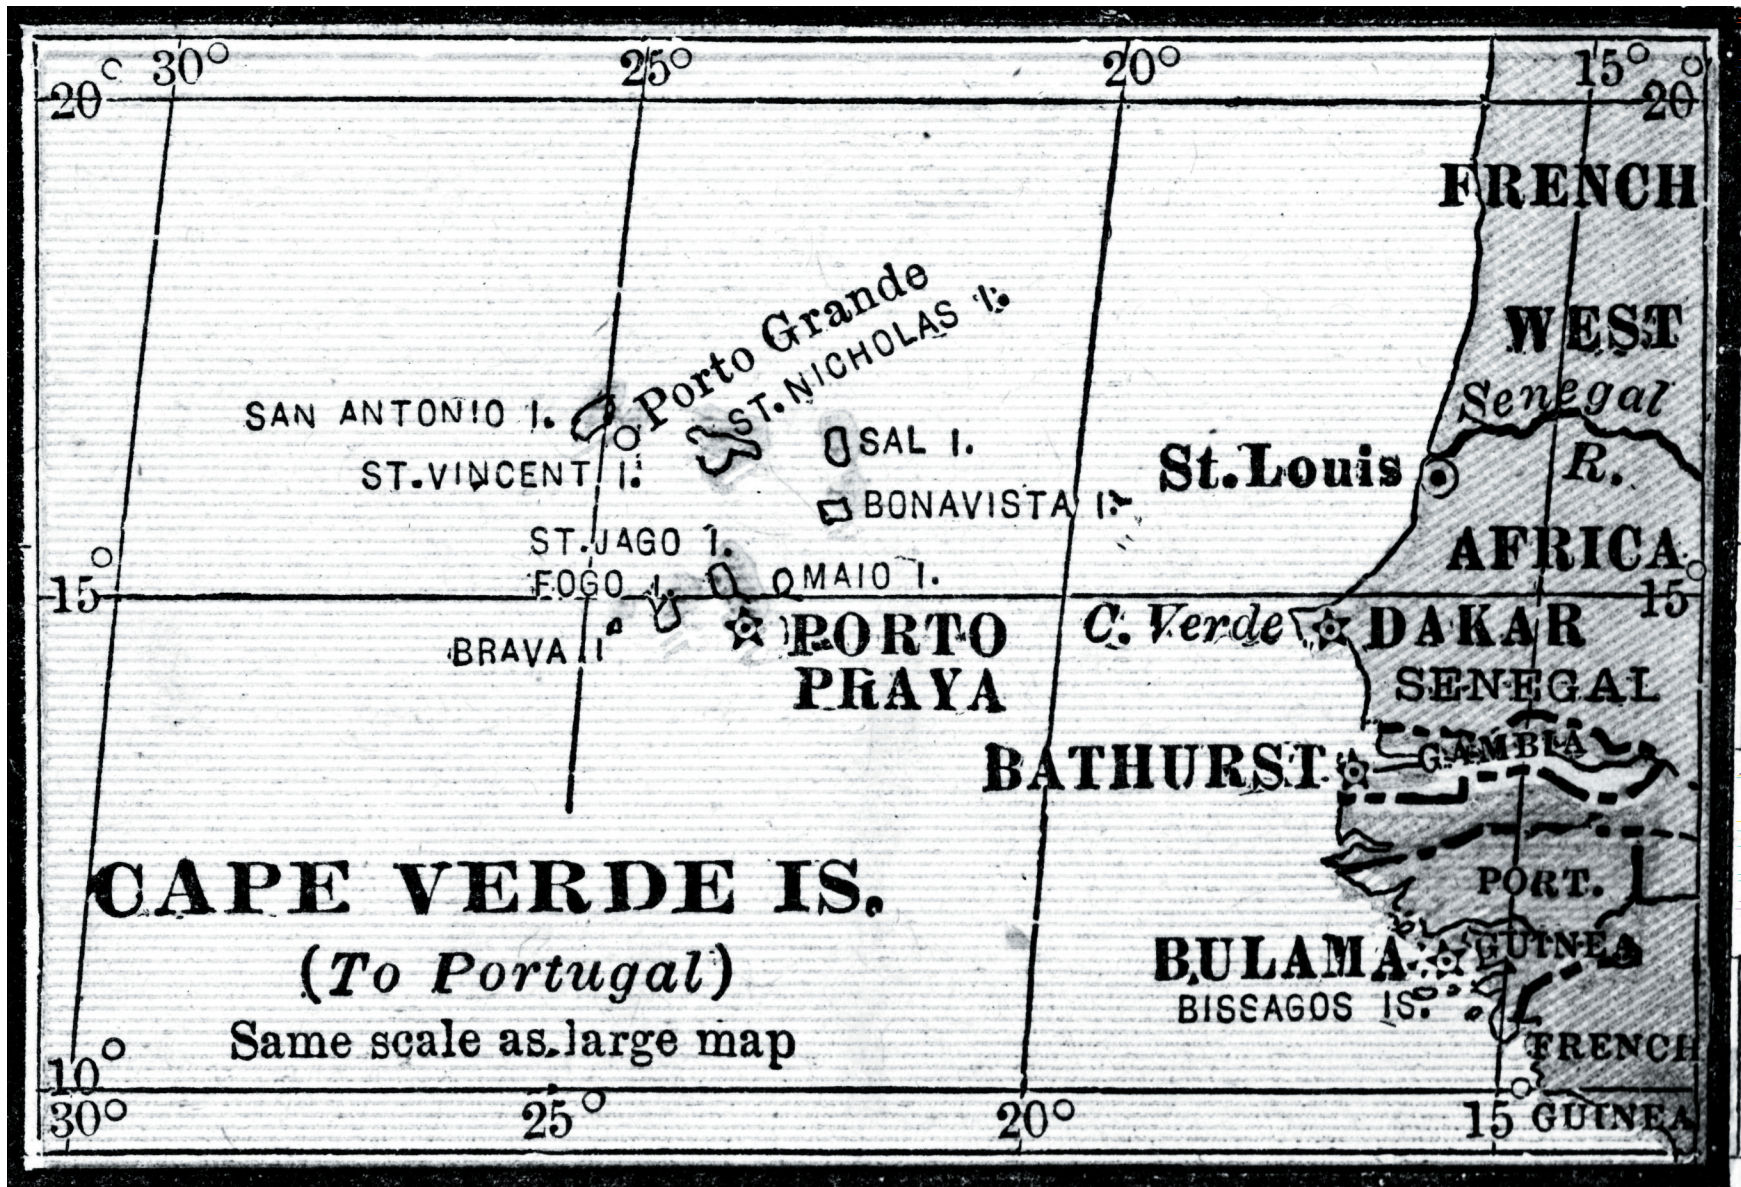 30° 25° 20° 15°
20° 20°
FRENCH
WEST
Senegal
R.
AFRICA
Porto Grande
ST. NICHOLAS I.
SAN ANTONIO I.
ST. VINCENT I.
SAL I.
BONAVISTA I.
St. Louis
ST. JAGO I.
FOGO I.
MAIO I.
15° 15°
BRAVA I
PORTO
PRAYA
C. Verde
DAKAR
SENEGAL
BATHURST
GAMBIA
CAPE VERDE IS.
(To Portugal)
Same scale as large map
PORT.
GUINEA
BULAMA
BISSAGOS IS.
FRENCH
GUINEA
10°
30° 25° 20° 15°